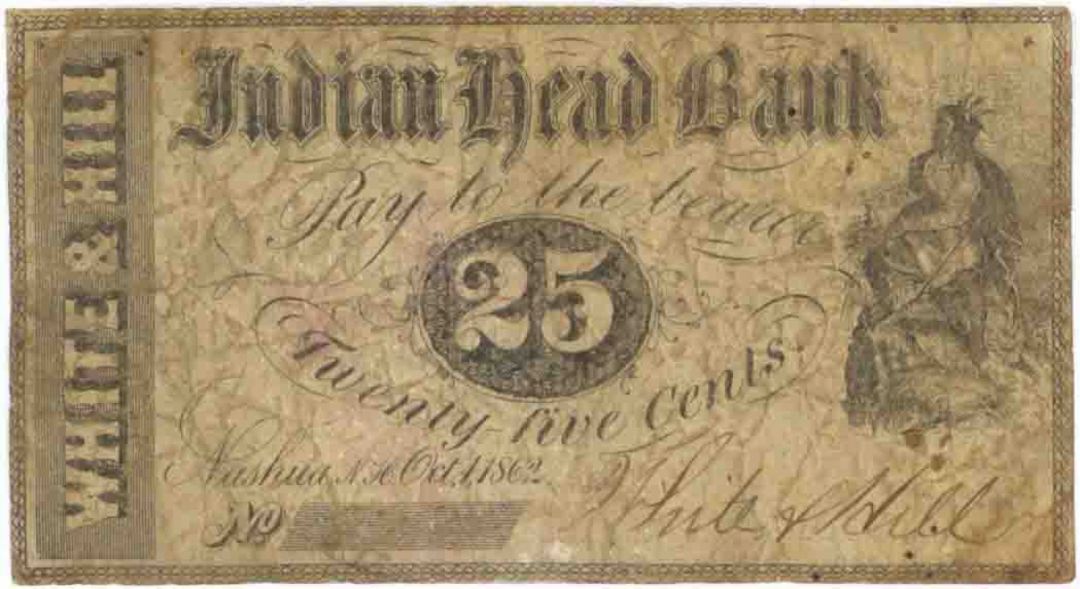 WHITE & HILL
Indian Head Bank
Pay to the bearer
25
Twenty-five Cents.
Nashua N.H. Oct. 1. 1862.
No
White & Hill